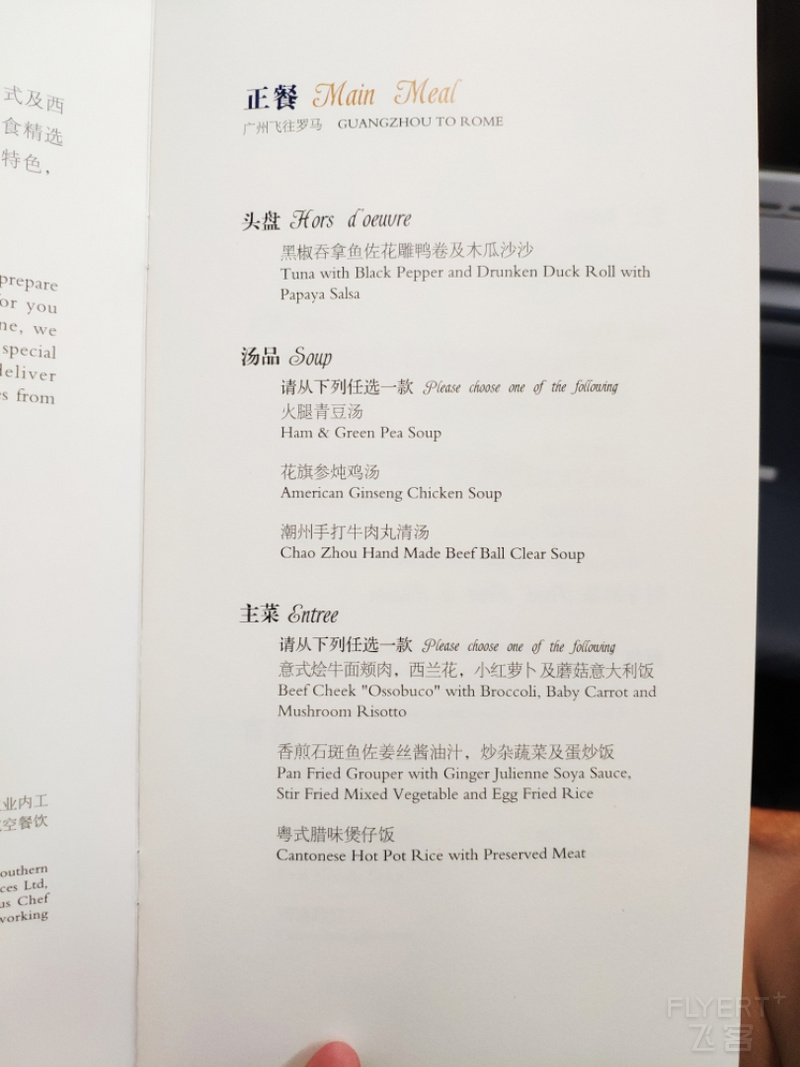 式及西
食精选
特色，
prepare
or you
ne, we
special
deliver
s from
业内工
空餐饮
outhern
ces Ltd,
us Chef
working
正餐 Main Meal
广州飞往罗马 GUANGZHOU TO ROME
头盘 Hors d'oeuvre
黑椒吞拿鱼佐花雕鸭卷及木瓜沙沙
Tuna with Black Pepper and Drunken Duck Roll with
Papaya Salsa
汤品 Soup
请从下列任选一款 Please choose one of the following
火腿青豆汤
Ham & Green Pea Soup
花旗参炖鸡汤
American Ginseng Chicken Soup
潮州手打牛肉丸清汤
Chao Zhou Hand Made Beef Ball Clear Soup
主菜 Entree
请从下列任选一款 Please choose one of the following
意式烩牛面颊肉，西兰花，小红萝卜及蘑菇意大利饭
Beef Cheek "Ossobuco" with Broccoli, Baby Carrot and
Mushroom Risotto
香煎石斑鱼佐姜丝酱油汁，炒杂蔬菜及蛋炒饭
Pan Fried Grouper with Ginger Julienne Soya Sauce,
Stir Fried Mixed Vegetable and Egg Fried Rice
粤式腊味煲仔饭
Cantonese Hot Pot Rice with Preserved Meat
FLYERT+
飞客